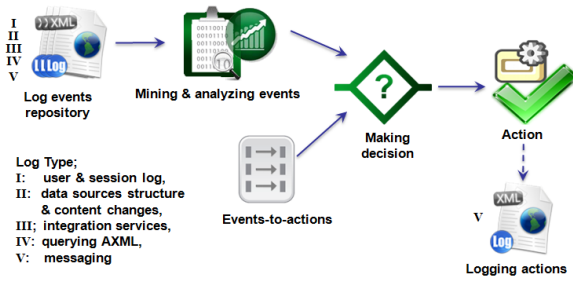 I
II
III
IV
V
XML
Log
Log events
repository
Mining & analyzing events
?
Making
decision
Action
Events-to-actions
Log Type;
I: user & session log,
II: data sources structure
& content changes,
III; integration services,
IV: querying AXML,
V: messaging
V
XML
Log
Logging actions